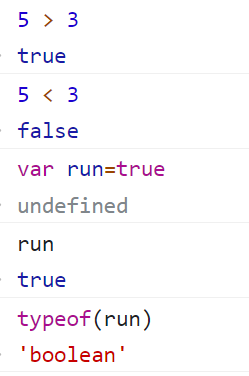 5 > 3
true
5 < 3
false
var run=true
undefined
run
true
typeof(run)
'boolean'